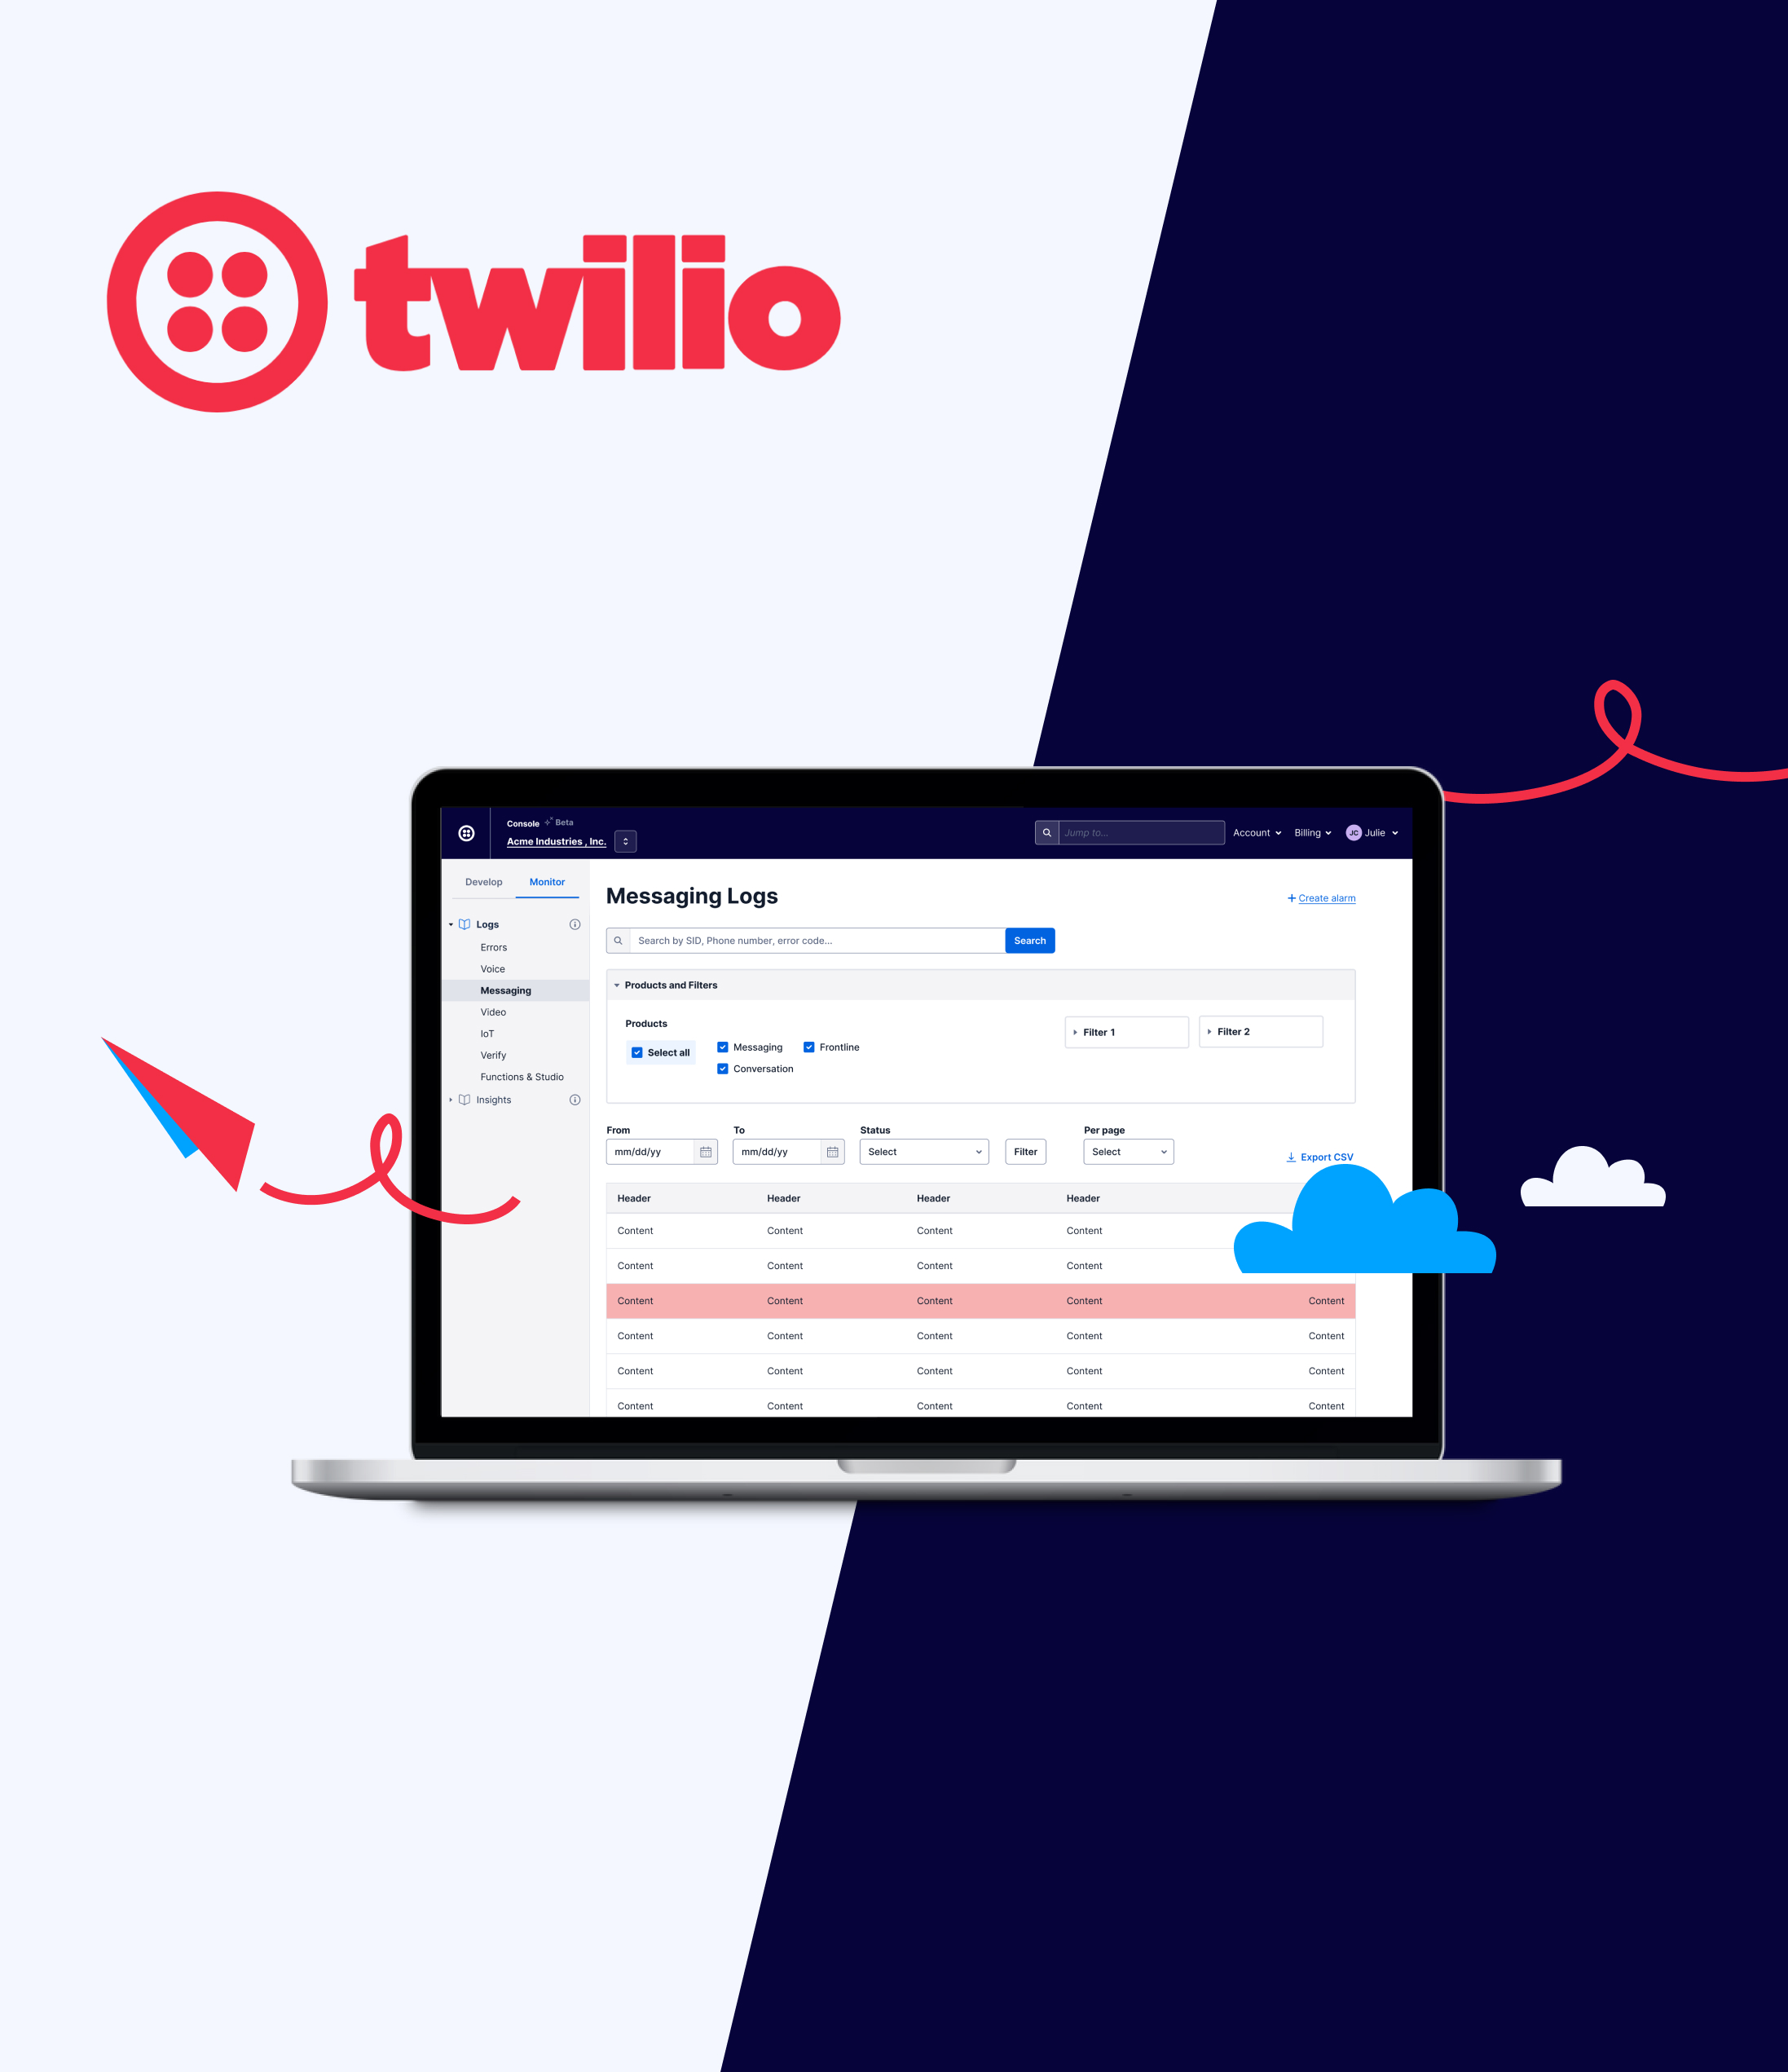 twilio
Console Beta
Acme Industries , Inc.
Jump to...
Account
Billing
JC Julie
Develop Monitor
Logs
Errors
Voice
Messaging
Video
IoT
Verify
Functions & Studio
Insights
Messaging Logs
+ Create alarm
Search by SID, Phone number, error code... Search
Products and Filters
Products
Select all
Messaging Frontline
Conversation
Filter 1 Filter 2
From To Status Per page
mm/dd/yy mm/dd/yy Select Filter Select
Export CSV
Header Header Header Header
Content Content Content Content
Content Content Content Content
Content Content Content Content Content
Content Content Content Content Content
Content Content Content Content Content
Content Content Content Content Content